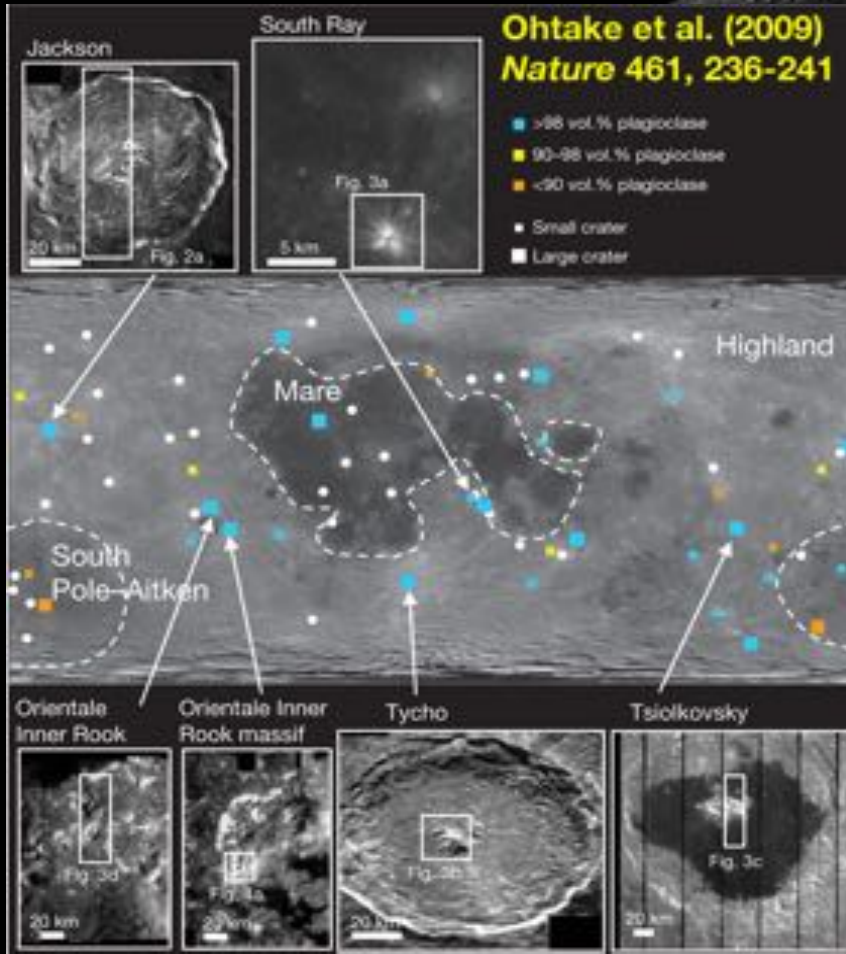 Jackson
South Ray
Ohtake et al. (2009)
Nature 461, 236-241
>98 vol.% plagioclase
90–98 vol.% plagioclase
<90 vol.% plagioclase
Small crater
Large crater
Fig. 3a
20 km
Fig. 2a
5 km
Highland
Mare
South
Pole–Aitken
Orientale
Inner Rook
Orientale Inner
Rook massif
Tycho
Tsiolkovsky
Fig. 3d
20 km
20 km
Fig. 3b
20 km
Fig. 3c
20 km